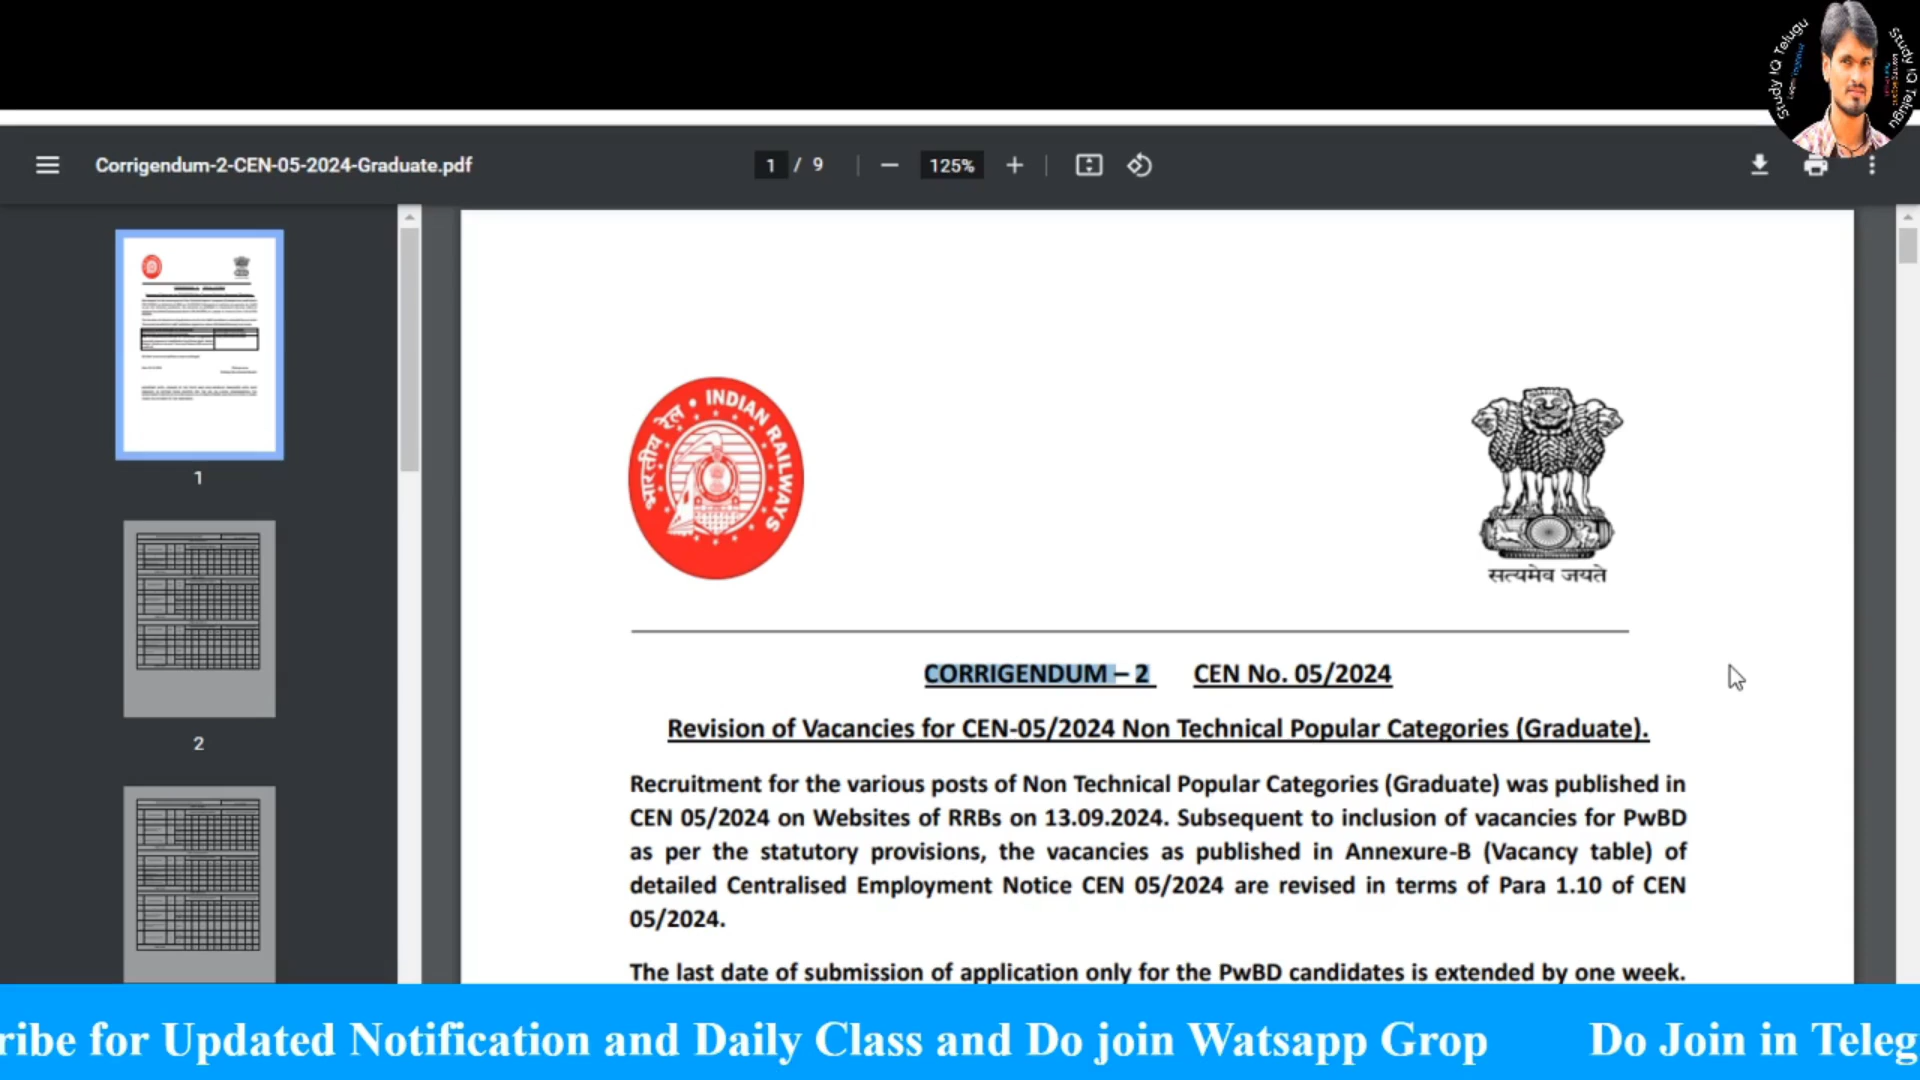 Study IQ Telugu
Study IQ Telugu
Corrigendum-2-CEN-05-2024-Graduate.pdf
1 / 9
125%
1
2
भारतीय रेल • INDIAN RAILWAYS
सत्यमेव जयते
CORRIGENDUM – 2 CEN No. 05/2024
Revision of Vacancies for CEN-05/2024 Non Technical Popular Categories (Graduate).
Recruitment for the various posts of Non Technical Popular Categories (Graduate) was published in
CEN 05/2024 on Websites of RRBs on 13.09.2024. Subsequent to inclusion of vacancies for PwBD
as per the statutory provisions, the vacancies as published in Annexure-B (Vacancy table) of
detailed Centralised Employment Notice CEN 05/2024 are revised in terms of Para 1.10 of CEN
05/2024.
The last date of submission of application only for the PwBD candidates is extended by one week.
ribe for Updated Notification and Daily Class and Do join Watsapp Grop Do Join in Teleg